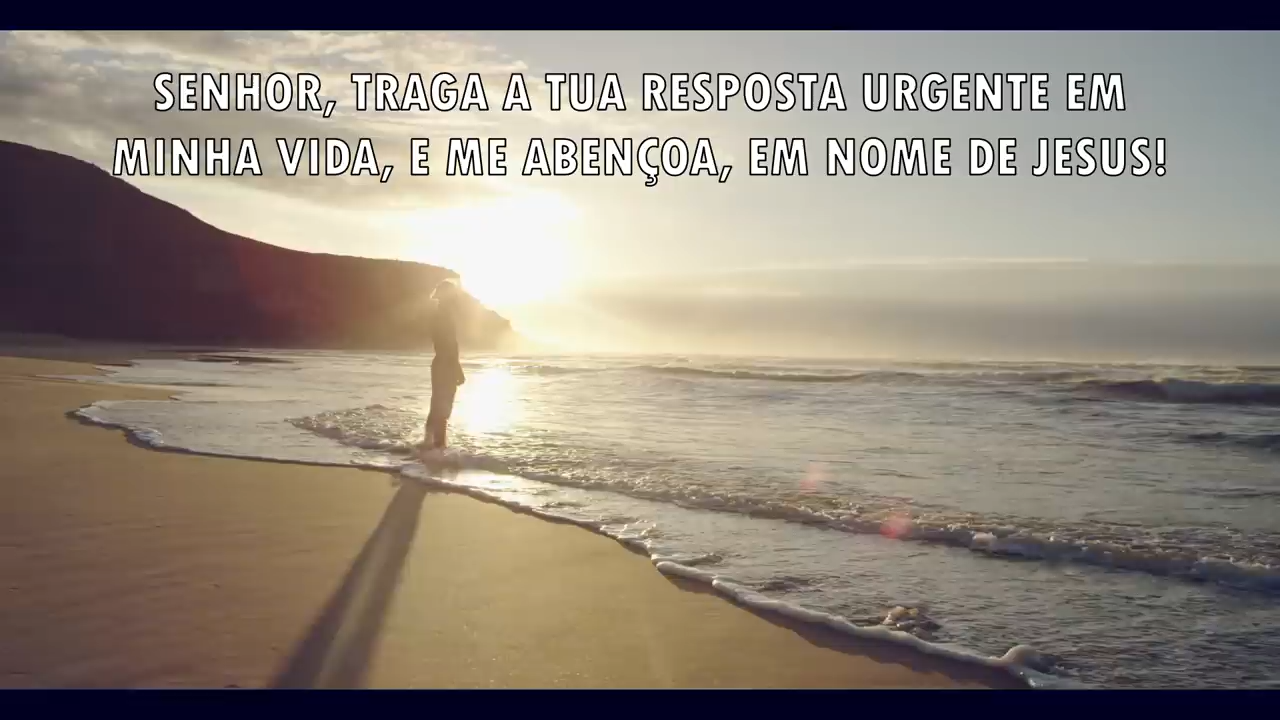 SENHOR, TRAGA A TUA RESPOSTA URGENTE EM
MINHA VIDA, E ME ABENÇOA, EM NOME DE JESUS!